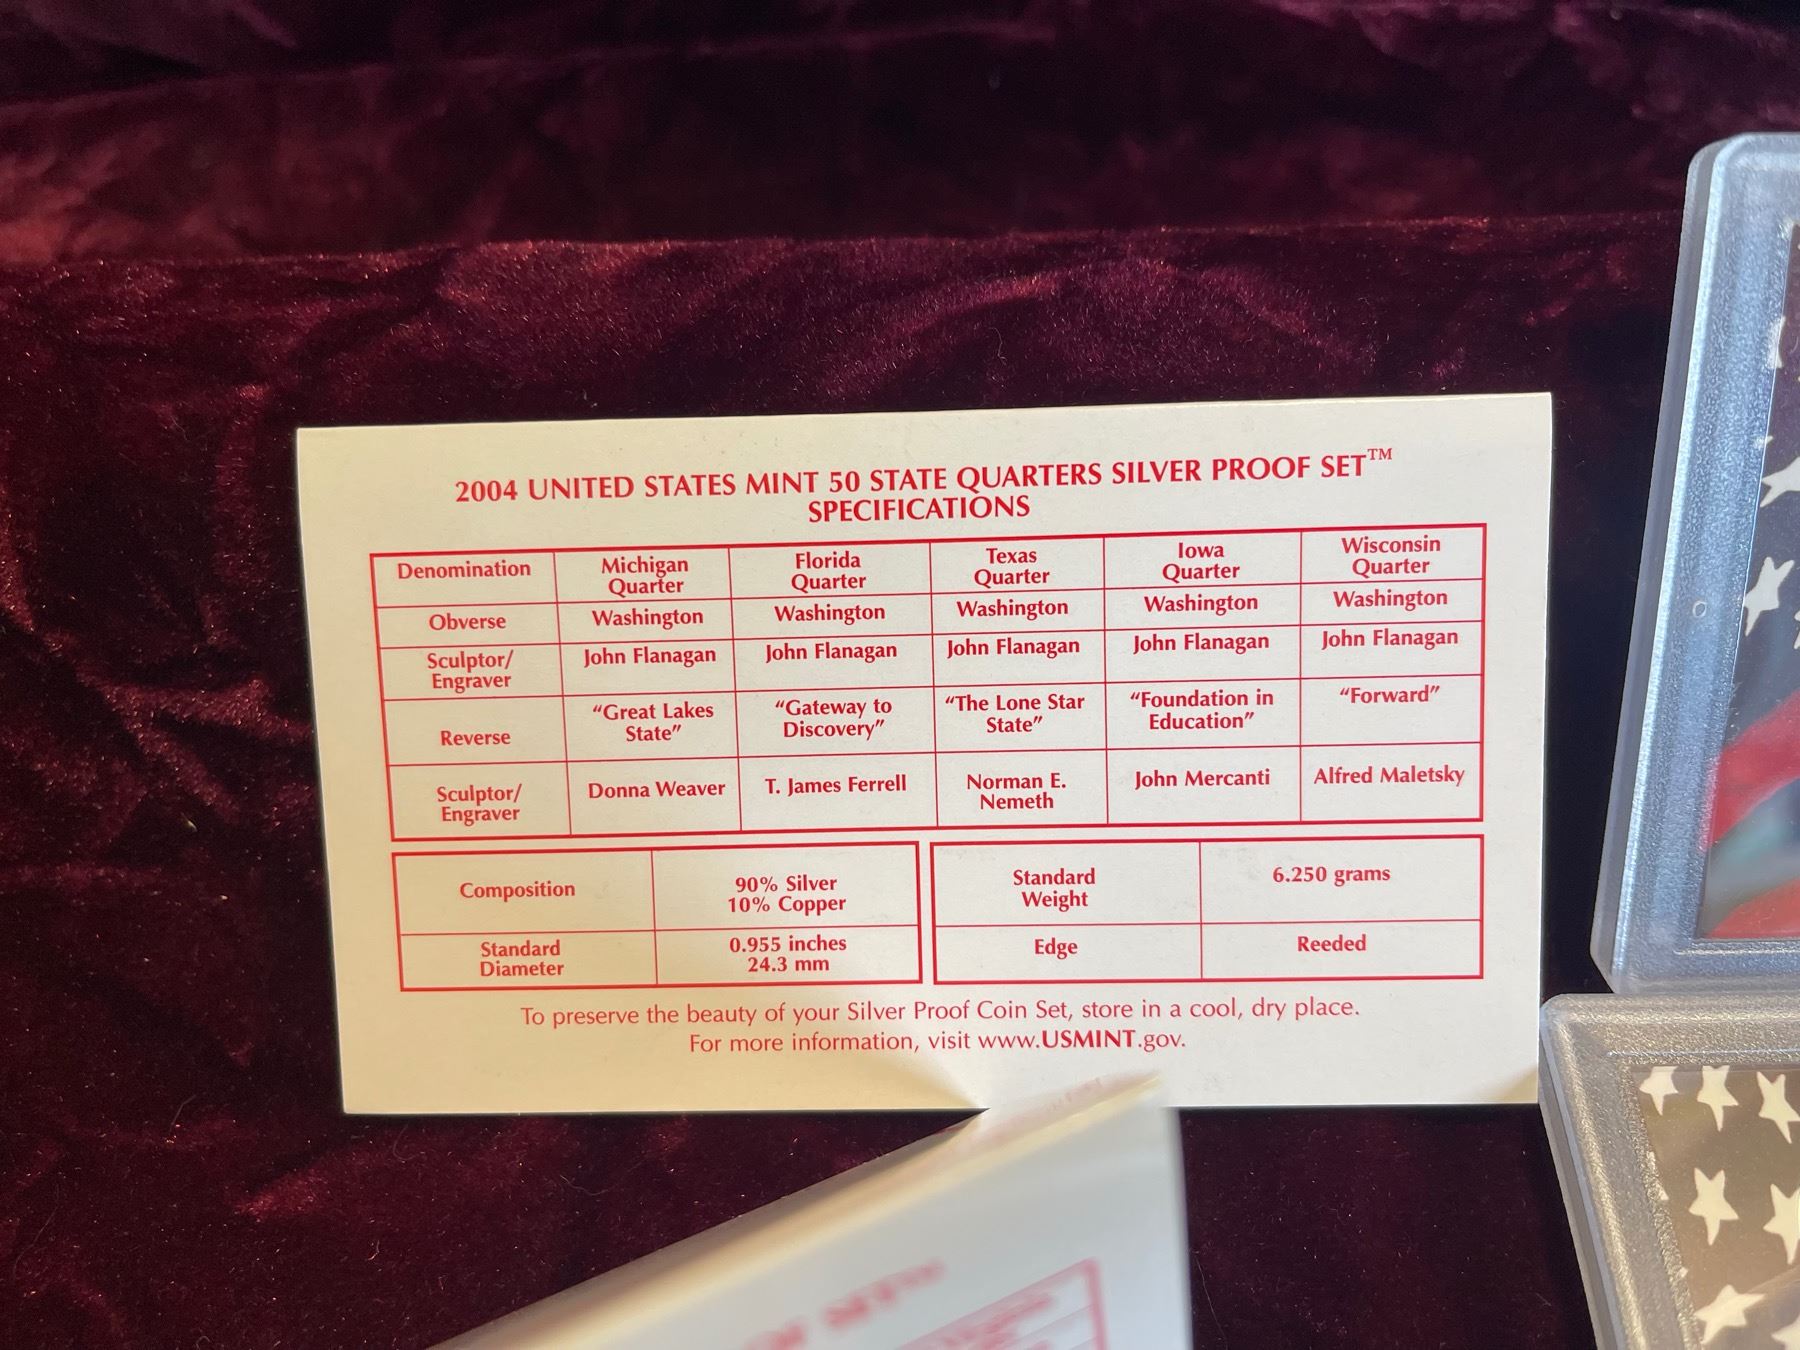 2004 UNITED STATES MINT 50 STATE QUARTERS SILVER PROOF SET™
SPECIFICATIONS
Denomination
Michigan
Quarter
Florida
Quarter
Texas
Quarter
Iowa
Quarter
Wisconsin
Quarter
Obverse
Washington
Washington
Washington
Washington
Washington
Sculptor/
Engraver
John Flanagan
John Flanagan
John Flanagan
John Flanagan
John Flanagan
Reverse
“Great Lakes
State”
“Gateway to
Discovery”
“The Lone Star
State”
“Foundation in
Education”
“Forward”
Sculptor/
Engraver
Donna Weaver
T. James Ferrell
Norman E.
Nemeth
John Mercanti
Alfred Maletsky
Composition
90% Silver
10% Copper
Standard
Diameter
0.955 inches
24.3 mm
Standard
Weight
6.250 grams
Edge
Reeded
To preserve the beauty of your Silver Proof Coin Set, store in a cool, dry place.
For more information, visit www.USMINT.gov.